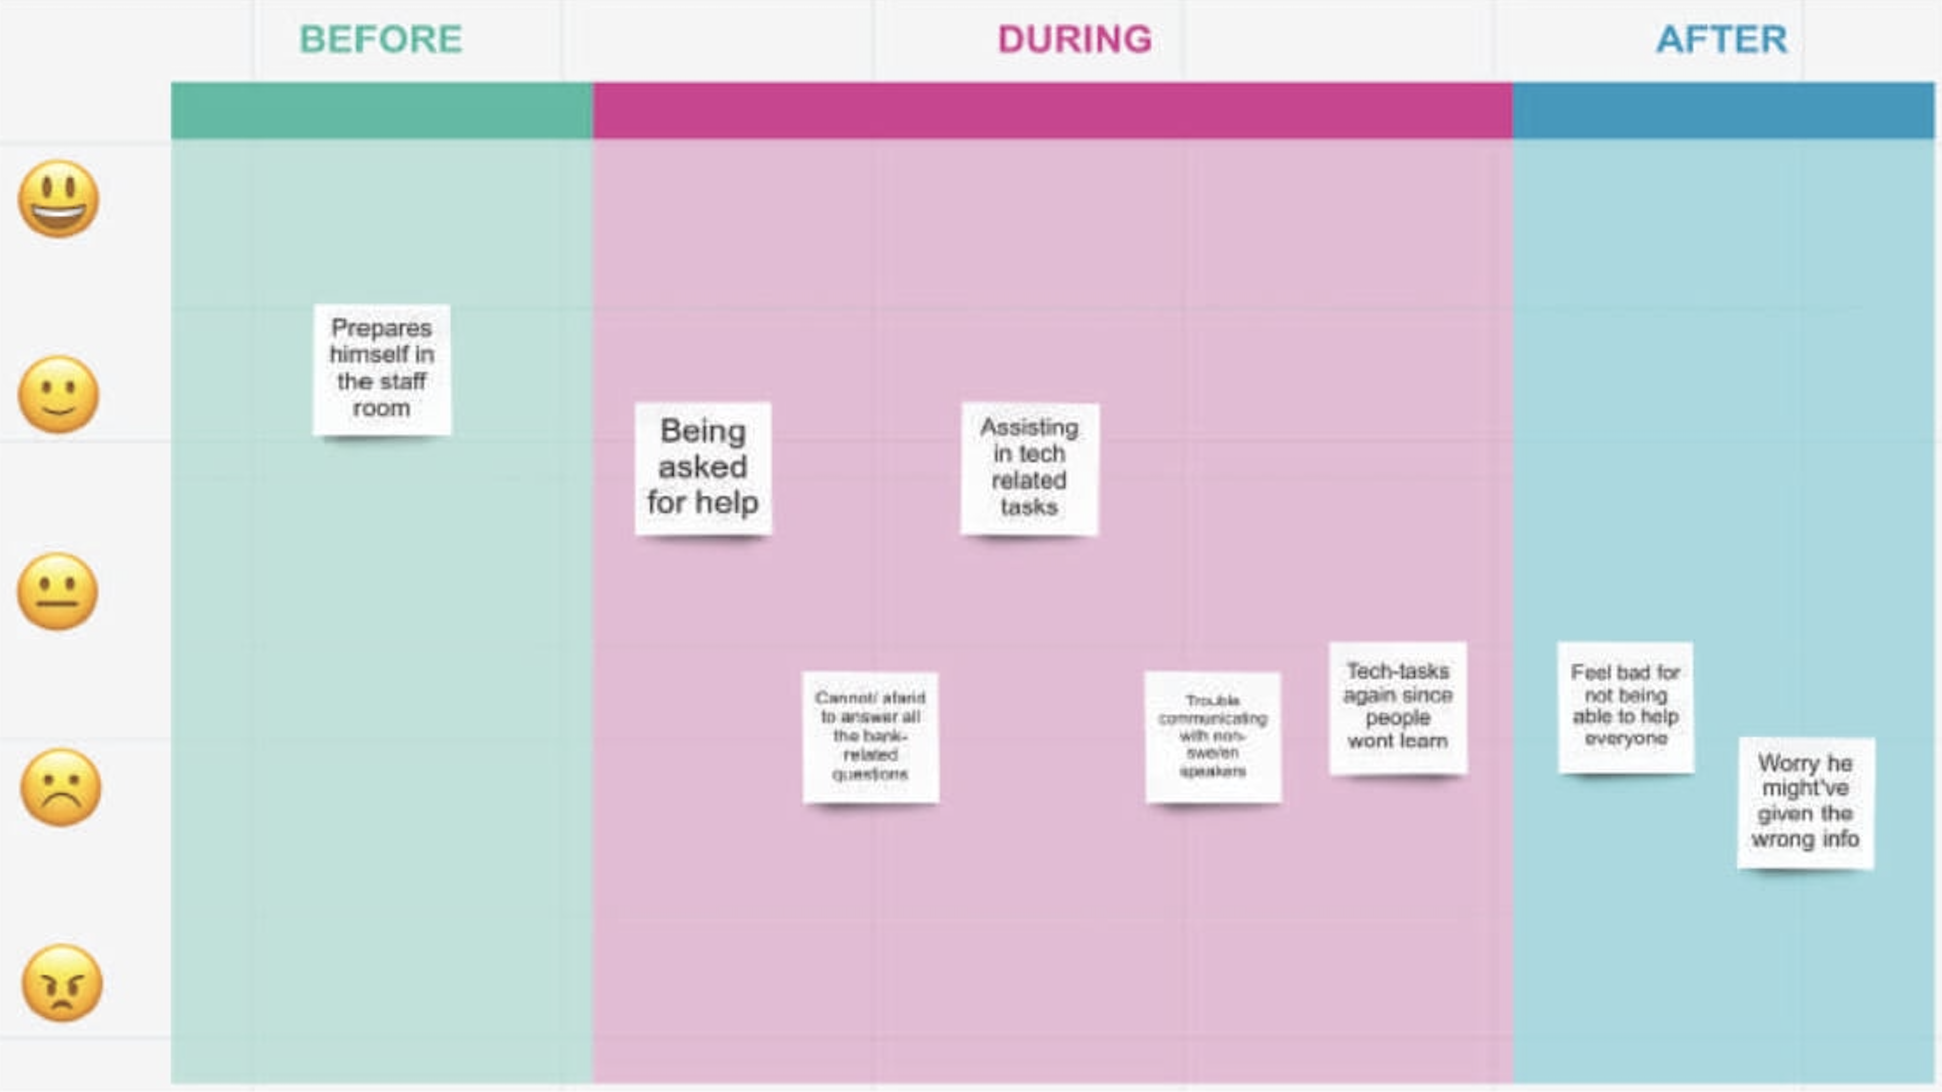 BEFORE
DURING
AFTER
Prepares
himself in
the staff
room
Being
asked
for help
Assisting
in tech
related
tasks
Cannot/ afarid
to answer all
the bank-
related
questions
Trouble
communicating
with non-
swe/en
speakers
Tech-tasks
again since
people
wont learn
Feel bad for
not being
able to help
everyone
Worry he
might've
given the
wrong info